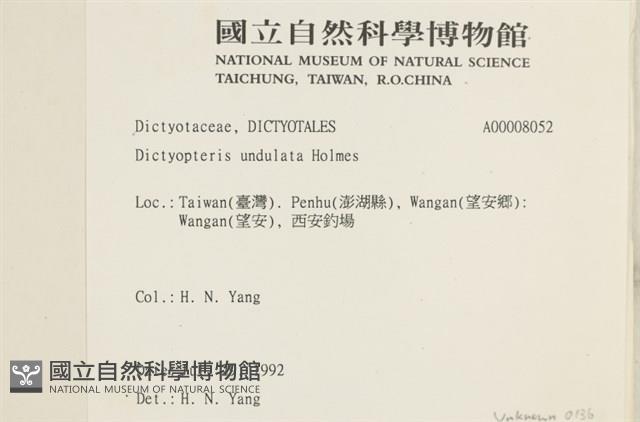 國立自然科學博物館
NATIONAL MUSEUM OF NATURAL SCIENCE
TAICHUNG, TAIWAN, R.O.CHINA
Dictyotaceae, DICTYOTALES A00008052
Dictyopteris undulata Holmes
Loc.: Taiwan(臺灣). Penhu(澎湖縣), Wangan(望安鄉):
Wangan(望安), 西安釣場
Col.: H. N. Yang
1992
國立自然科學博物館
NATIONAL MUSEUM OF NATURAL SCIENCE
Det.: H. N. Yang
Unknown 0136